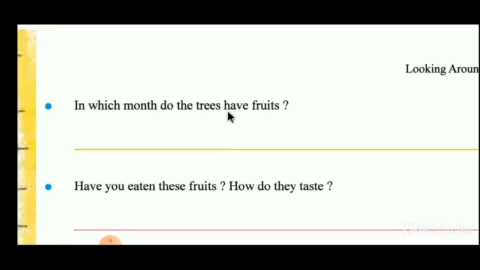 Looking Aroun
In which month do the trees have fruits ?
Have you eaten these fruits ? How do they taste ?